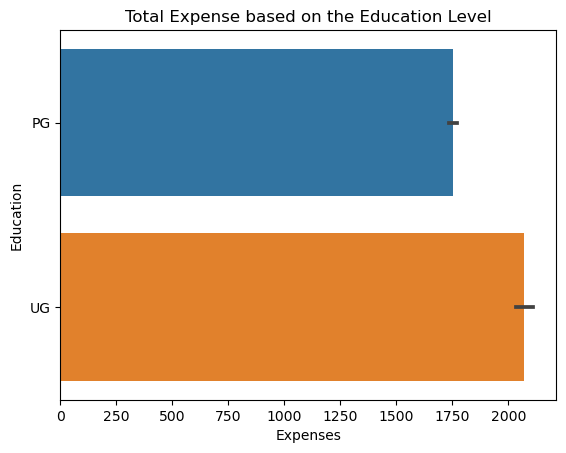 Total Expense based on the Education Level
PG
UG
Education
0 250 500 750 1000 1250 1500 1750 2000
Expenses